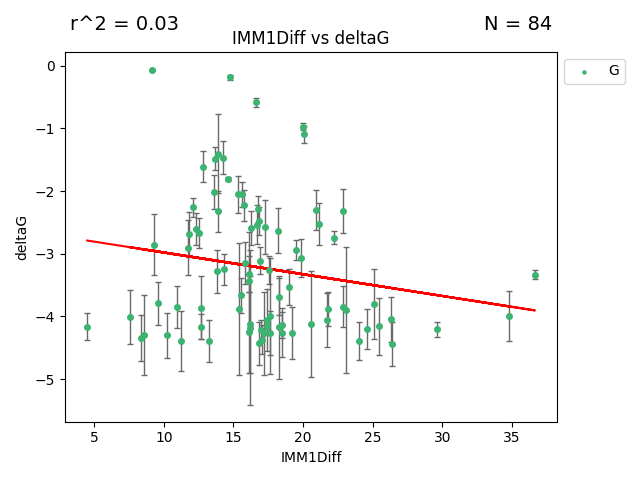 r^2 = 0.03
N = 84
IMM1Diff vs deltaG
G
deltaG
0
−1
−2
−3
−4
−5
5 10 15 20 25 30 35
IMM1Diff